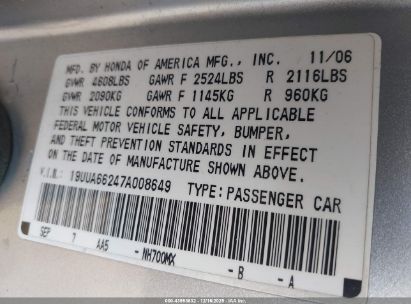 MFD. BY HONDA OF AMERICA MFG., INC. 11/06
GVWR 4608LBS GAWR F 2524LBS R 2116LBS
GVWR 2090KG GAWR F 1145KG R 960KG
THIS VEHICLE CONFORMS TO ALL APPLICABLE
FEDERAL MOTOR VEHICLE SAFETY, BUMPER,
AND THEFT PREVENTION STANDARDS IN EFFECT
ON THE DATE OF MANUFACTURE SHOWN ABOVE.
V.I.N: 19UUA66247A008649 TYPE: PASSENGER CAR
SEP 7 AA5 - NH700MX - B - A